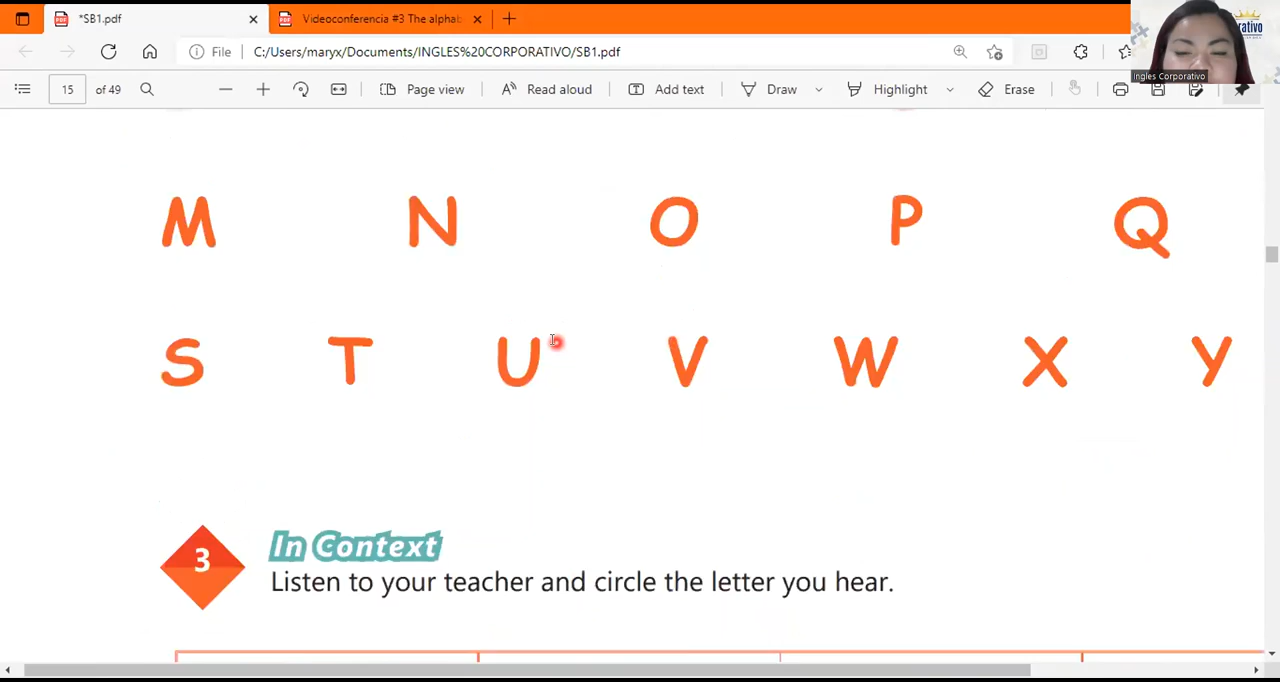 *SB1.pdf
Videoconferencia #3 The alphab
File
C:/Users/maryx/Documents/INGLES%20CORPORATIVO/SB1.pdf
rativo
Ingles Corporativo
15 of 49
Page view
Read aloud
Add text
Draw
Highlight
Erase
M N O P Q
S T U V W X Y
3
In Context
Listen to your teacher and circle the letter you hear.